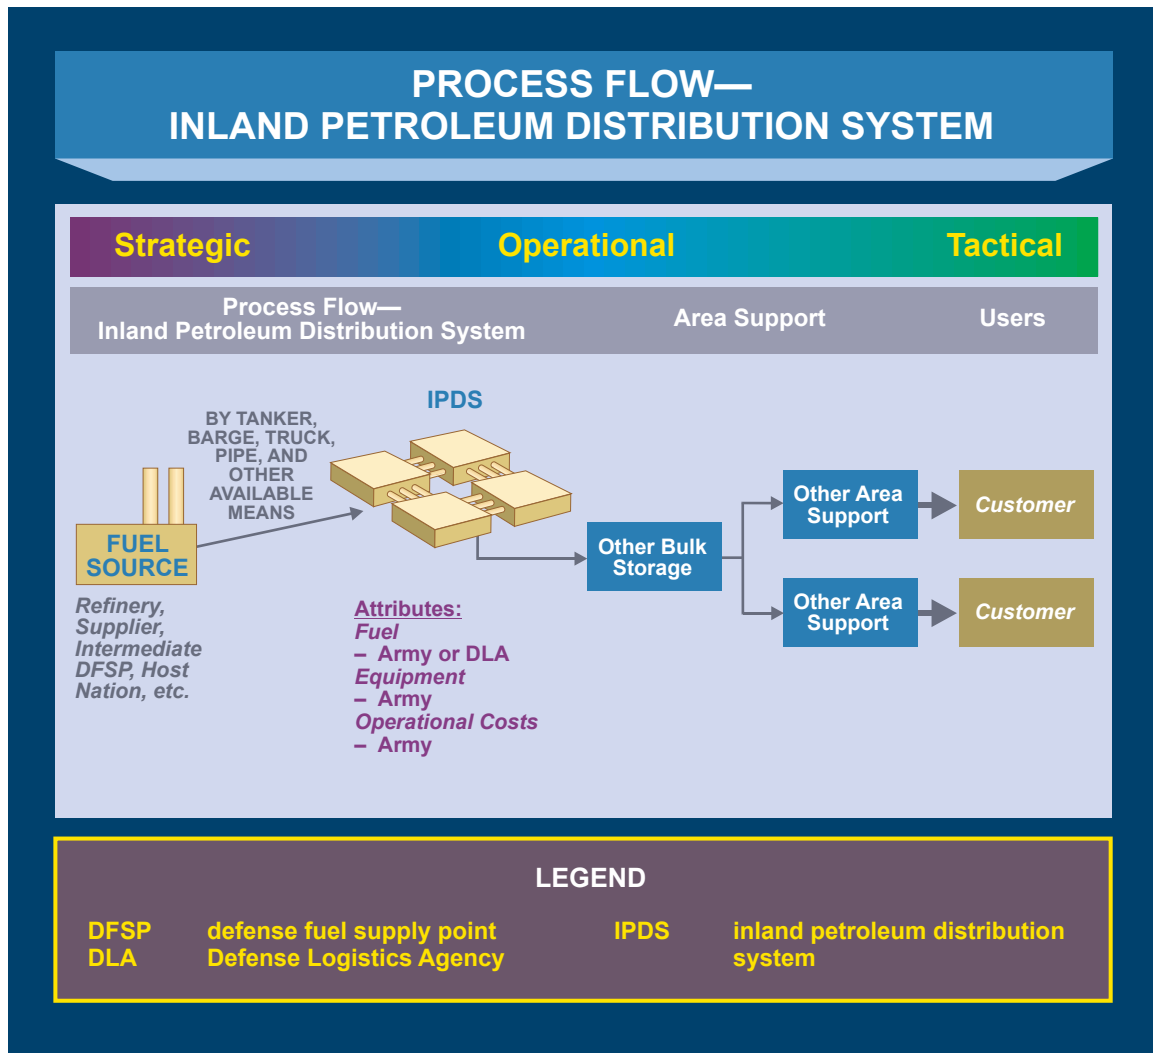 PROCESS FLOW—
INLAND PETROLEUM DISTRIBUTION SYSTEM
Strategic
Operational
Tactical
Process Flow—
Inland Petroleum Distribution System
Area Support
Users
IPDS
BY TANKER,
BARGE, TRUCK,
PIPE, AND
OTHER
AVAILABLE
MEANS
FUEL
SOURCE
Refinery,
Supplier,
Intermediate
DFSP, Host
Nation, etc.
Attributes:
Fuel
– Army or DLA
Equipment
– Army
Operational Costs
– Army
Other Bulk
Storage
Other Area
Support
Customer
Other Area
Support
Customer
LEGEND
DFSP defense fuel supply point
DLA Defense Logistics Agency
IPDS inland petroleum distribution
system